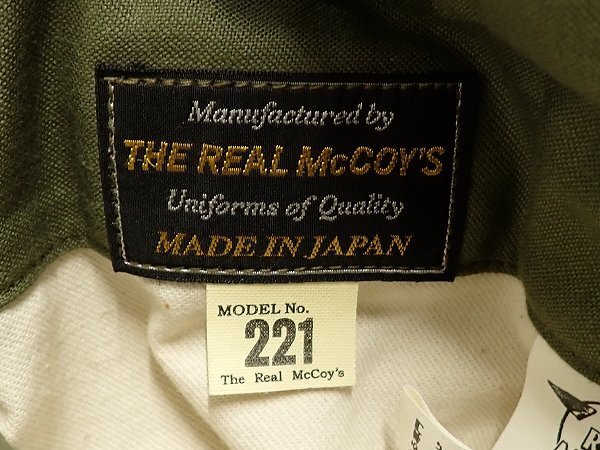 Manufactured by
THE REAL McCOY'S
Uniforms of Quality
MADE IN JAPAN
MODEL No.
221
The Real McCoy's